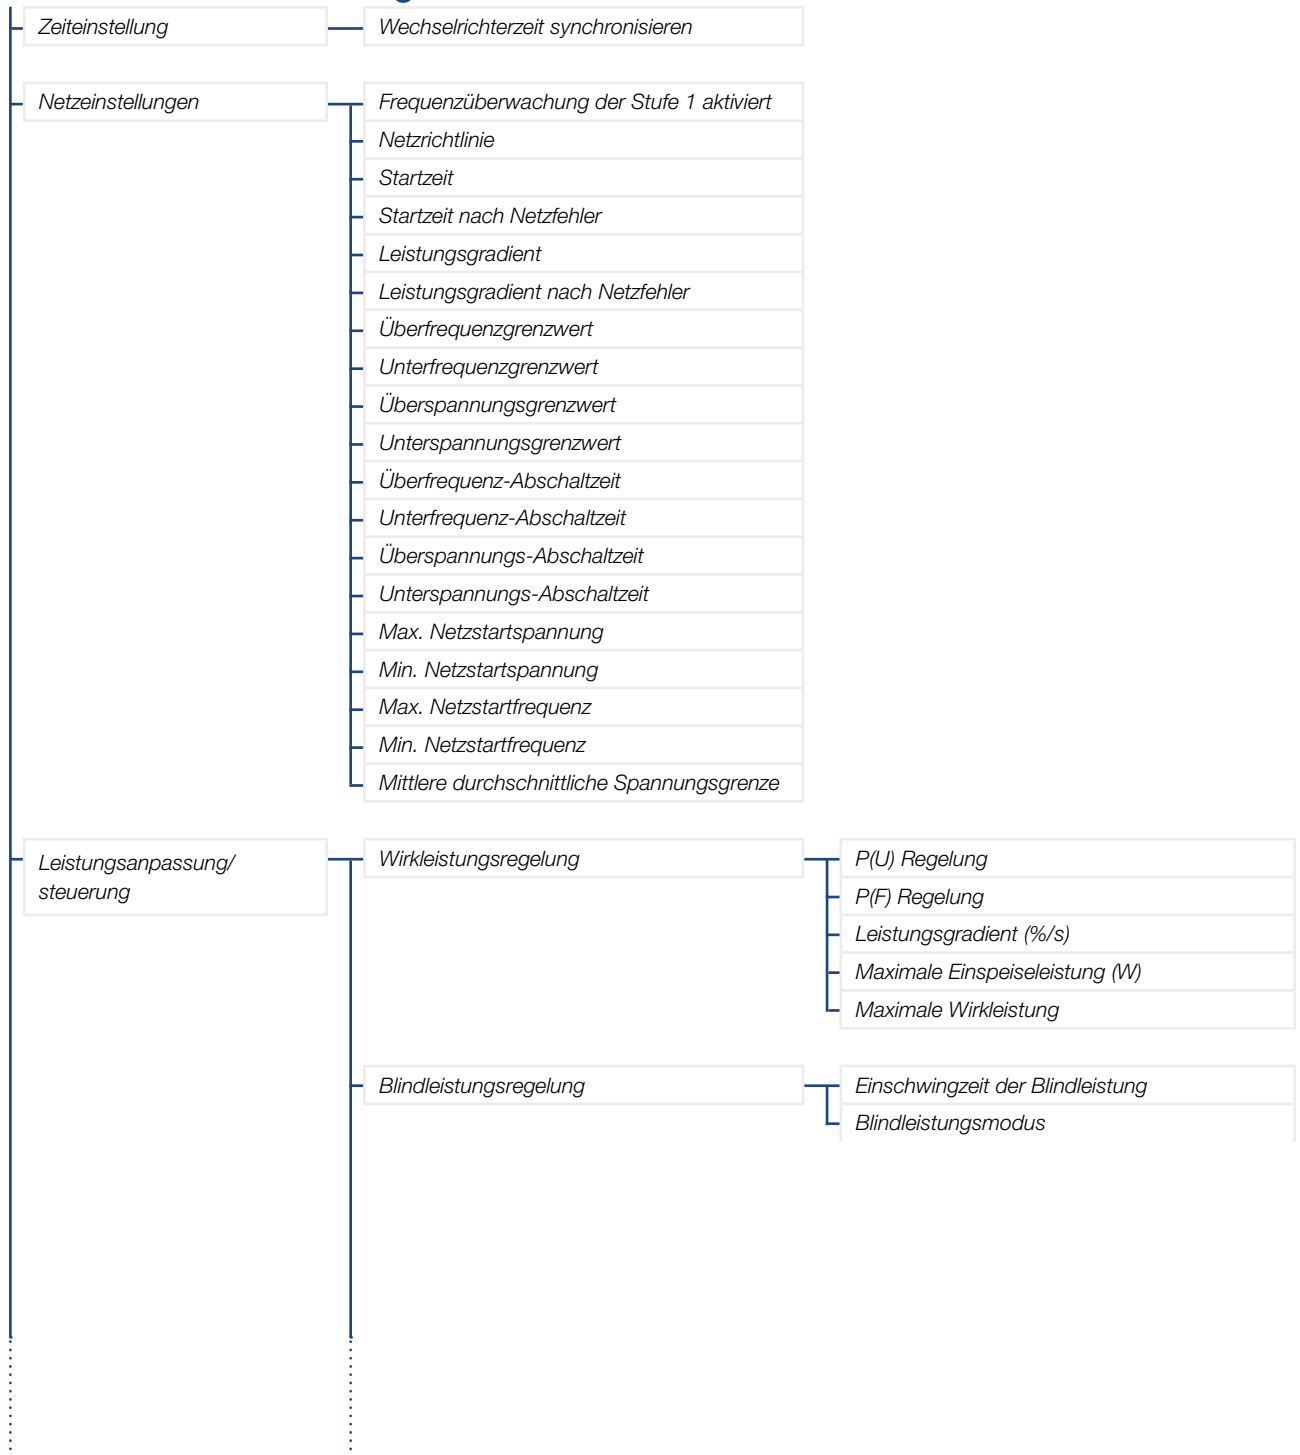 Zeiteinstellung
Wechselrichterzeit synchronisieren
Netzeinstellungen
Frequenzüberwachung der Stufe 1 aktiviert
Netzrichtlinie
Startzeit
Startzeit nach Netzfehler
Leistungsgradient
Leistungsgradient nach Netzfehler
Überfrequenzgrenzwert
Unterfrequenzgrenzwert
Überspannungsgrenzwert
Unterspannungsgrenzwert
Überfrequenz-Abschaltzeit
Unterfrequenz-Abschaltzeit
Überspannungs-Abschaltzeit
Unterspannungs-Abschaltzeit
Max. Netzstartspannung
Min. Netzstartspannung
Max. Netzstartfrequenz
Min. Netzstartfrequenz
Mittlere durchschnittliche Spannungsgrenze
Leistungsanpassung/
steuerung
Wirkleistungsregelung
P(U) Regelung
P(F) Regelung
Leistungsgradient (%/s)
Maximale Einspeiseleistung (W)
Maximale Wirkleistung
Blindleistungsregelung
Einschwingzeit der Blindleistung
Blindleistungsmodus